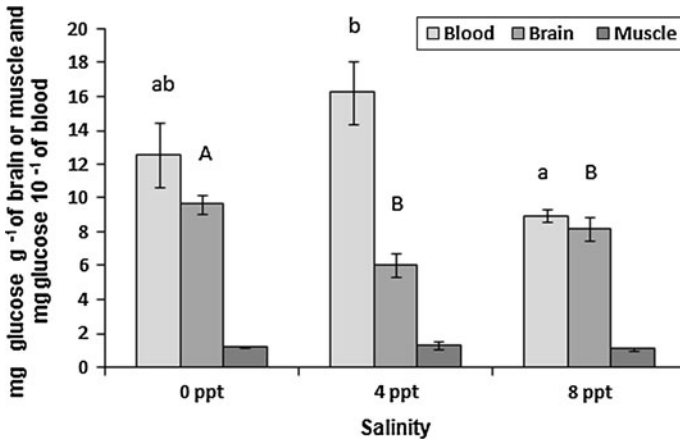 mg glucose g -1 of brain or muscle and
mg glucose 10 -1 of blood
20
18
16
14
12
10
8
6
4
2
0
Blood Brain Muscle
ab
A
b
B
a
B
0 ppt 4 ppt 8 ppt
Salinity